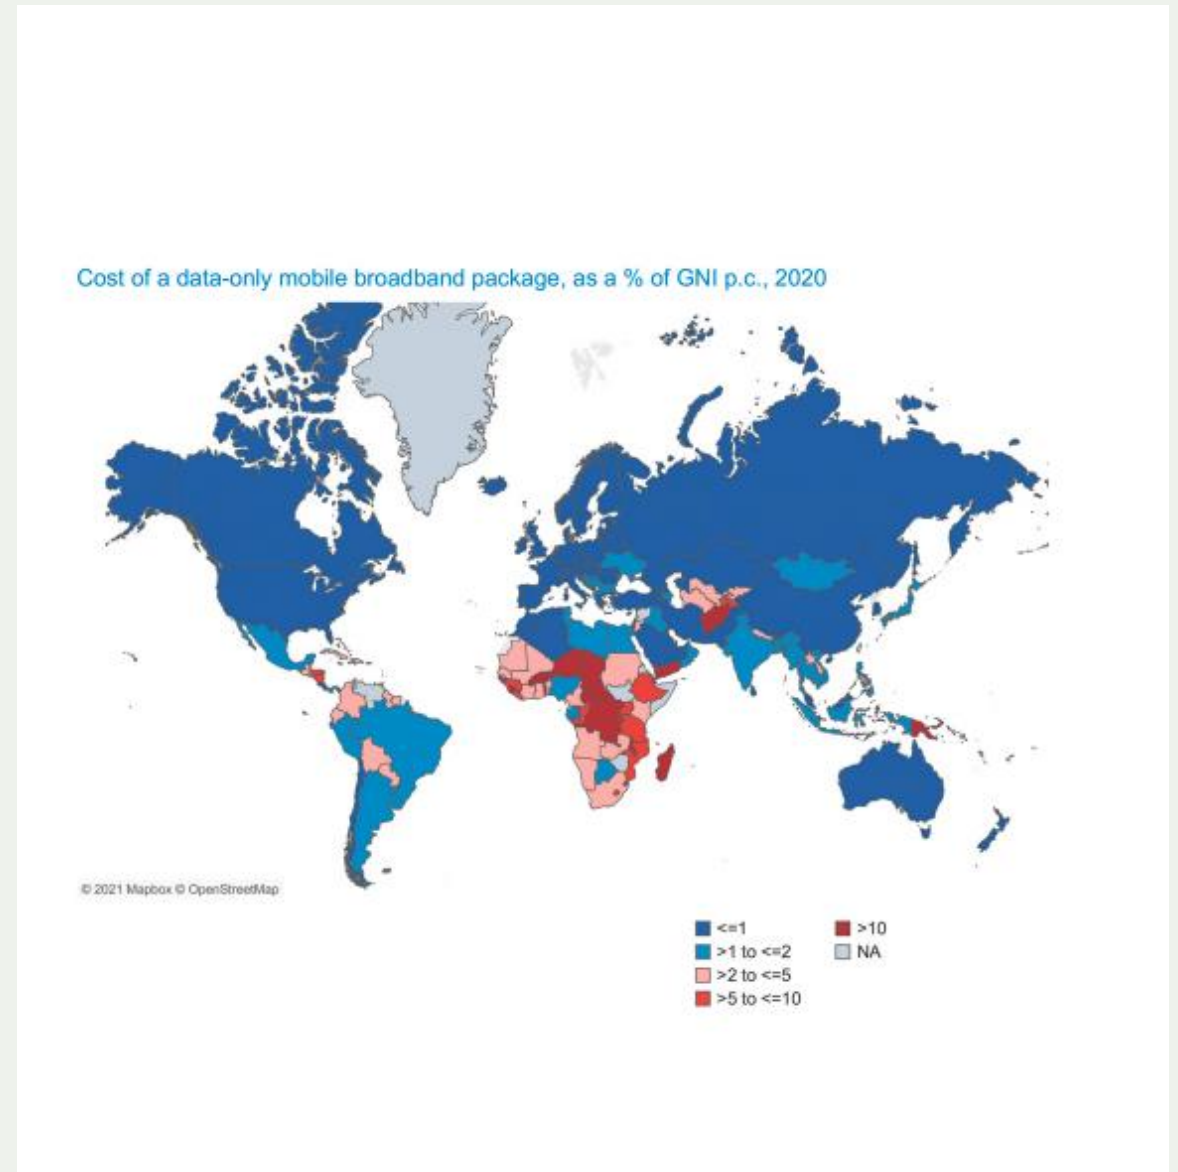 Cost of a data-only mobile broadband package, as a % of GNI p.c., 2020
© 2021 Mapbox © OpenStreetMap
<=1
>1 to <=2
>2 to <=5
>5 to <=10
>10
NA